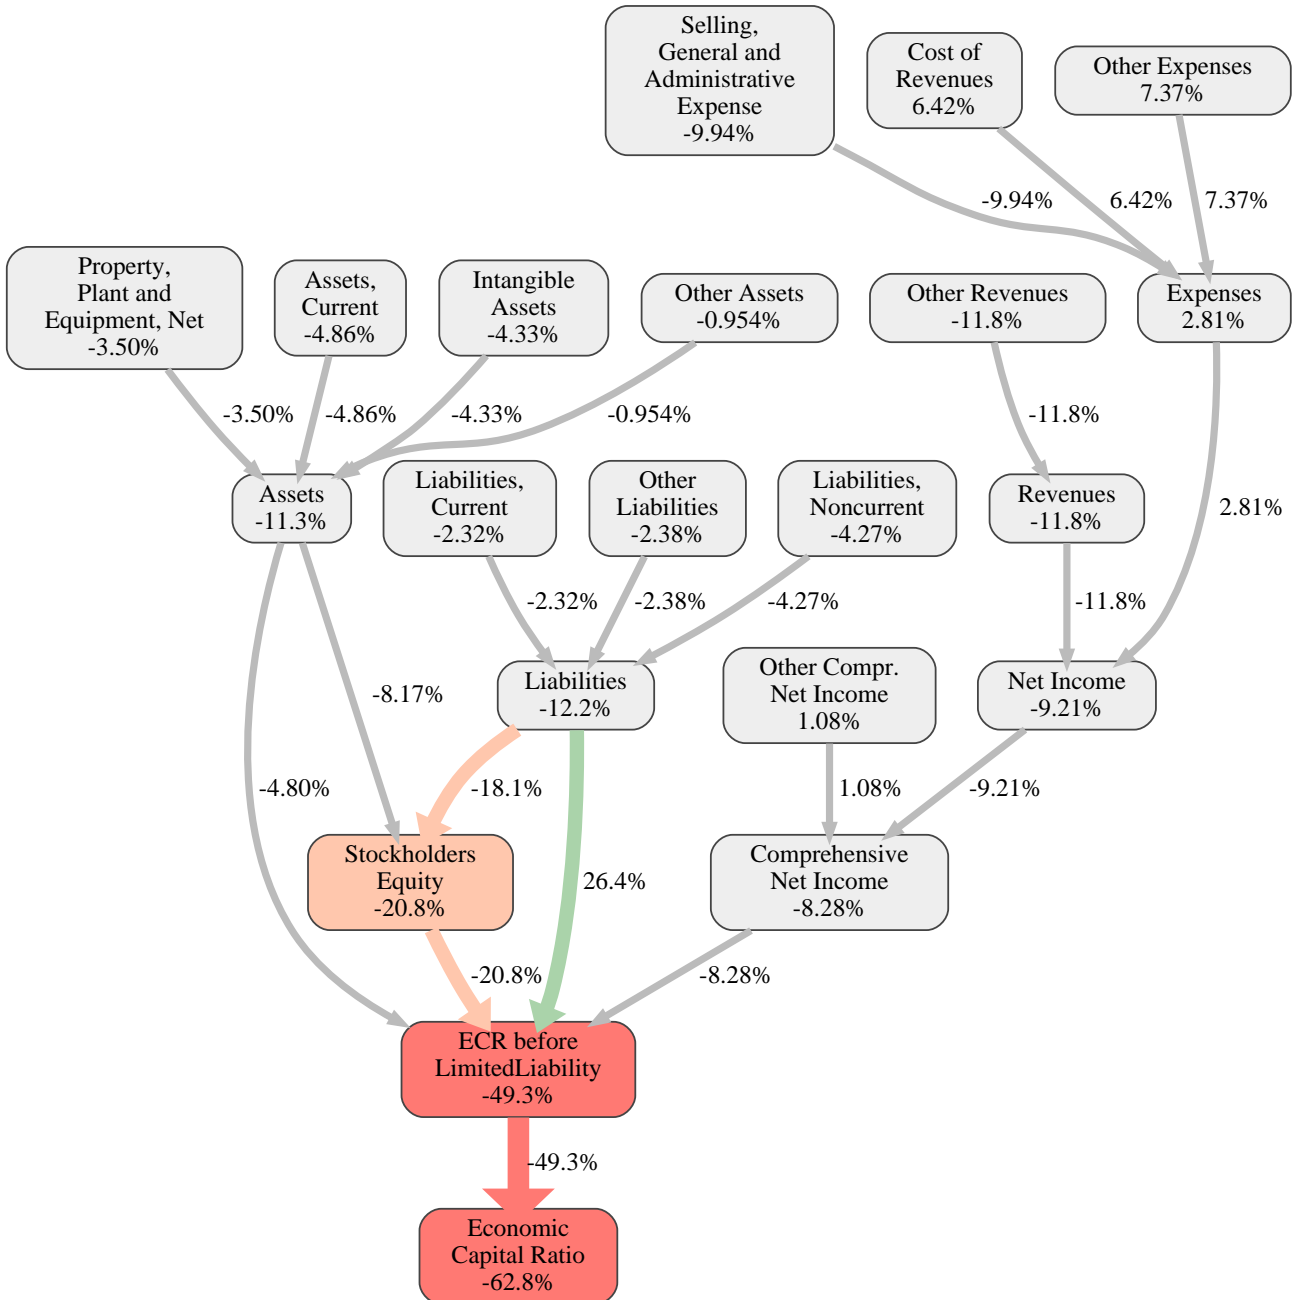 Selling,
General and
Administrative
Expense
-9.94%
Cost of
Revenues
6.42%
Other Expenses
7.37%
-9.94%
6.42%
7.37%
Property,
Plant and
Equipment, Net
-3.50%
Assets,
Current
-4.86%
Intangible
Assets
-4.33%
Other Assets
-0.954%
Other Revenues
-11.8%
Expenses
2.81%
-3.50%
-4.86%
-4.33%
-0.954%
-11.8%
2.81%
Assets
-11.3%
Liabilities,
Current
-2.32%
Other
Liabilities
-2.38%
Liabilities,
Noncurrent
-4.27%
Revenues
-11.8%
-2.32%
-2.38%
-4.27%
-11.8%
-8.17%
Liabilities
-12.2%
Other Compr.
Net Income
1.08%
Net Income
-9.21%
-4.80%
-18.1%
1.08%
-9.21%
Stockholders
Equity
-20.8%
26.4%
Comprehensive
Net Income
-8.28%
-20.8%
-8.28%
ECR before
LimitedLiability
-49.3%
-49.3%
Economic
Capital Ratio
-62.8%